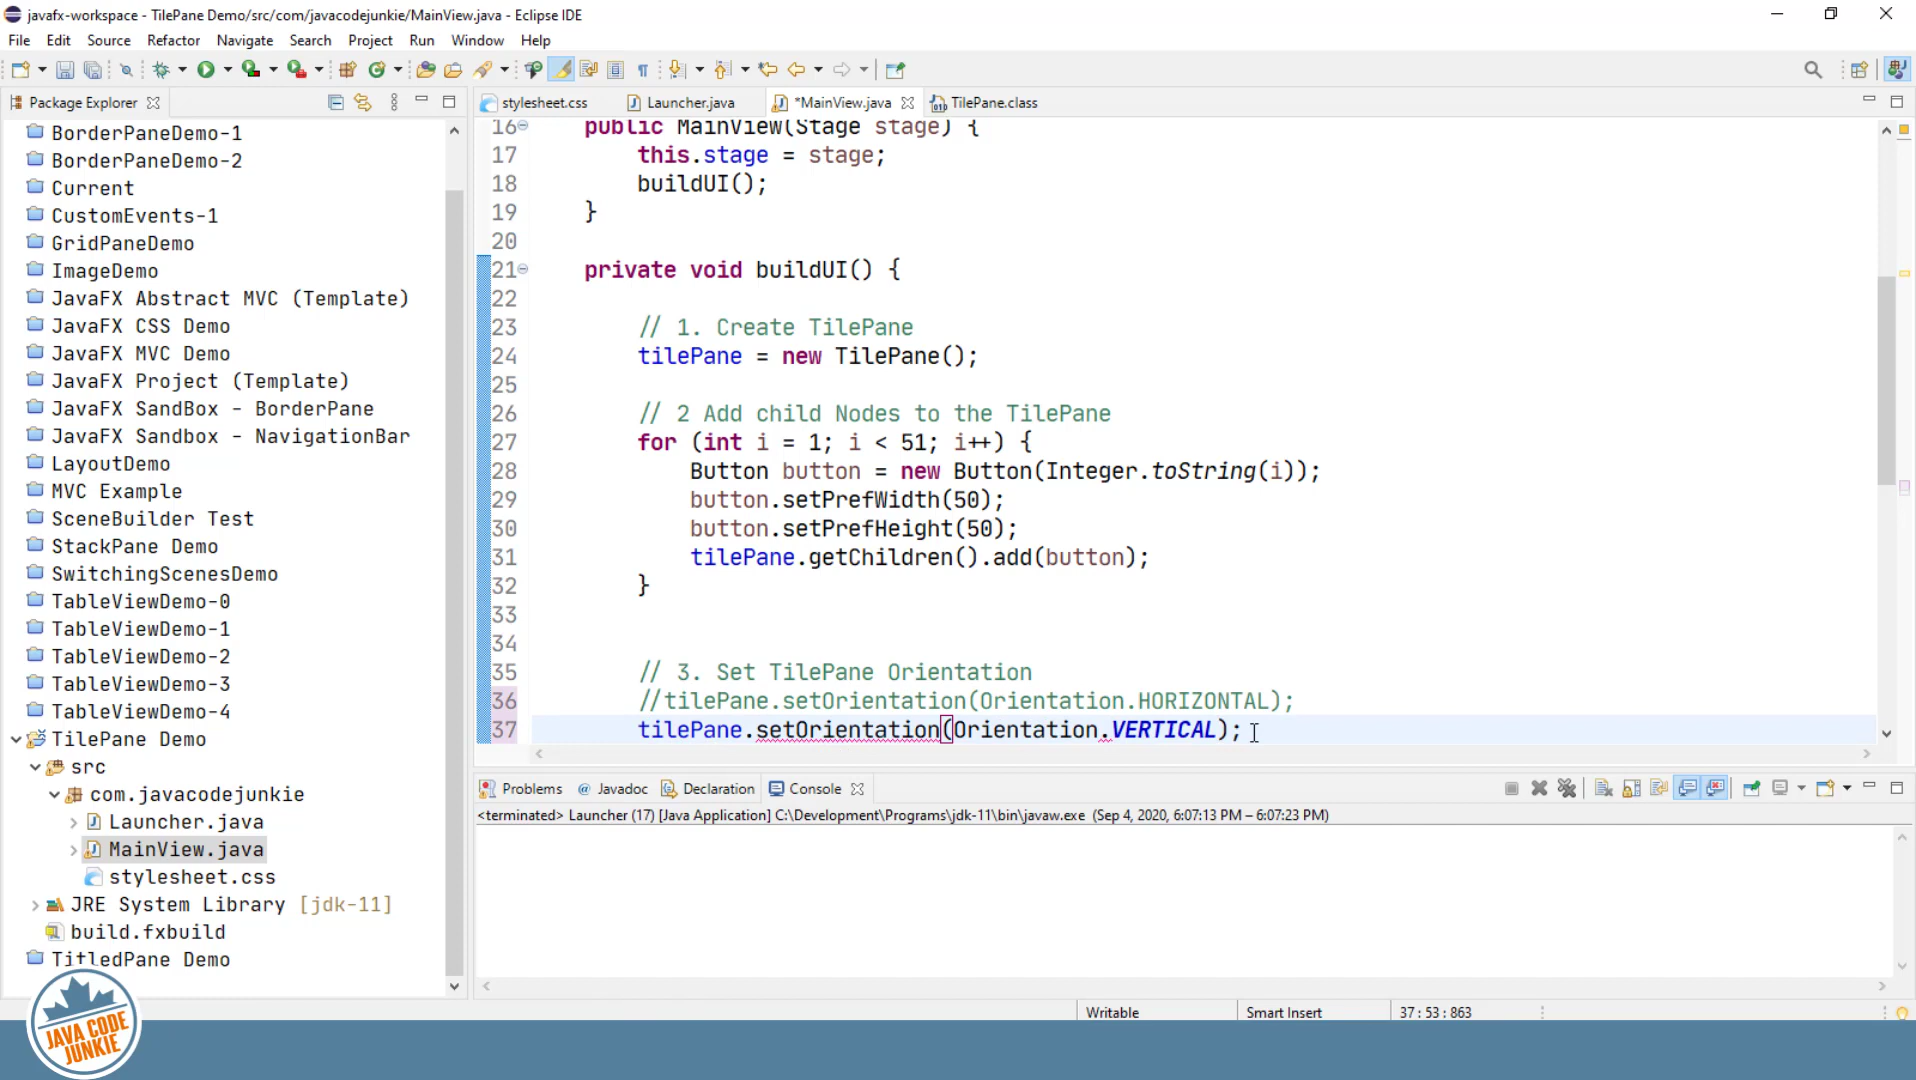 javafx-workspace - TilePane Demo/src/com/javacodejunkie/MainView.java - Eclipse IDE
File Edit Source Refactor Navigate Search Project Run Window Help
Package Explorer
BorderPaneDemo-1
BorderPaneDemo-2
Current
CustomEvents-1
GridPaneDemo
ImageDemo
JavaFX Abstract MVC (Template)
JavaFX CSS Demo
JavaFX MVC Demo
JavaFX Project (Template)
JavaFX SandBox - BorderPane
JavaFX Sandbox - NavigationBar
LayoutDemo
MVC Example
SceneBuilder Test
StackPane Demo
SwitchingScenesDemo
TableViewDemo-0
TableViewDemo-1
TableViewDemo-2
TableViewDemo-3
TableViewDemo-4
TilePane Demo
src
com.javacodejunkie
Launcher.java
MainView.java
stylesheet.css
JRE System Library [jdk-11]
build.fxbuild
TitledPane Demo
stylesheet.css Launcher.java *MainView.java TilePane.class
16 public MainView(Stage stage) {
17 this.stage = stage;
18 buildUI();
19 }
20
21 private void buildUI() {
22
23 // 1. Create TilePane
24 tilePane = new TilePane();
25
26 // 2 Add child Nodes to the TilePane
27 for (int i = 1; i < 51; i++) {
28 Button button = new Button(Integer.toString(i));
29 button.setPrefWidth(50);
30 button.setPrefHeight(50);
31 tilePane.getChildren().add(button);
32 }
33
34
35 // 3. Set TilePane Orientation
36 //tilePane.setOrientation(Orientation.HORIZONTAL);
37 tilePane.setOrientation(Orientation.VERTICAL);
Problems @ Javadoc Declaration Console
<terminated> Launcher (17) [Java Application] C:\Development\Programs\jdk-11\bin\javaw.exe (Sep 4, 2020, 6:07:13 PM – 6:07:23 PM)
Writable Smart Insert 37 : 53 : 863
JAVA CODE
JUNKIE